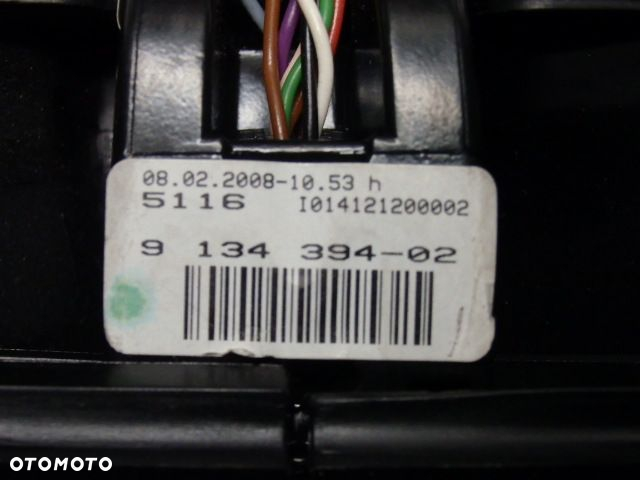 08.02.2008-10.53 h
5116 I014121200002
9 134 394-02
OTOMOTO